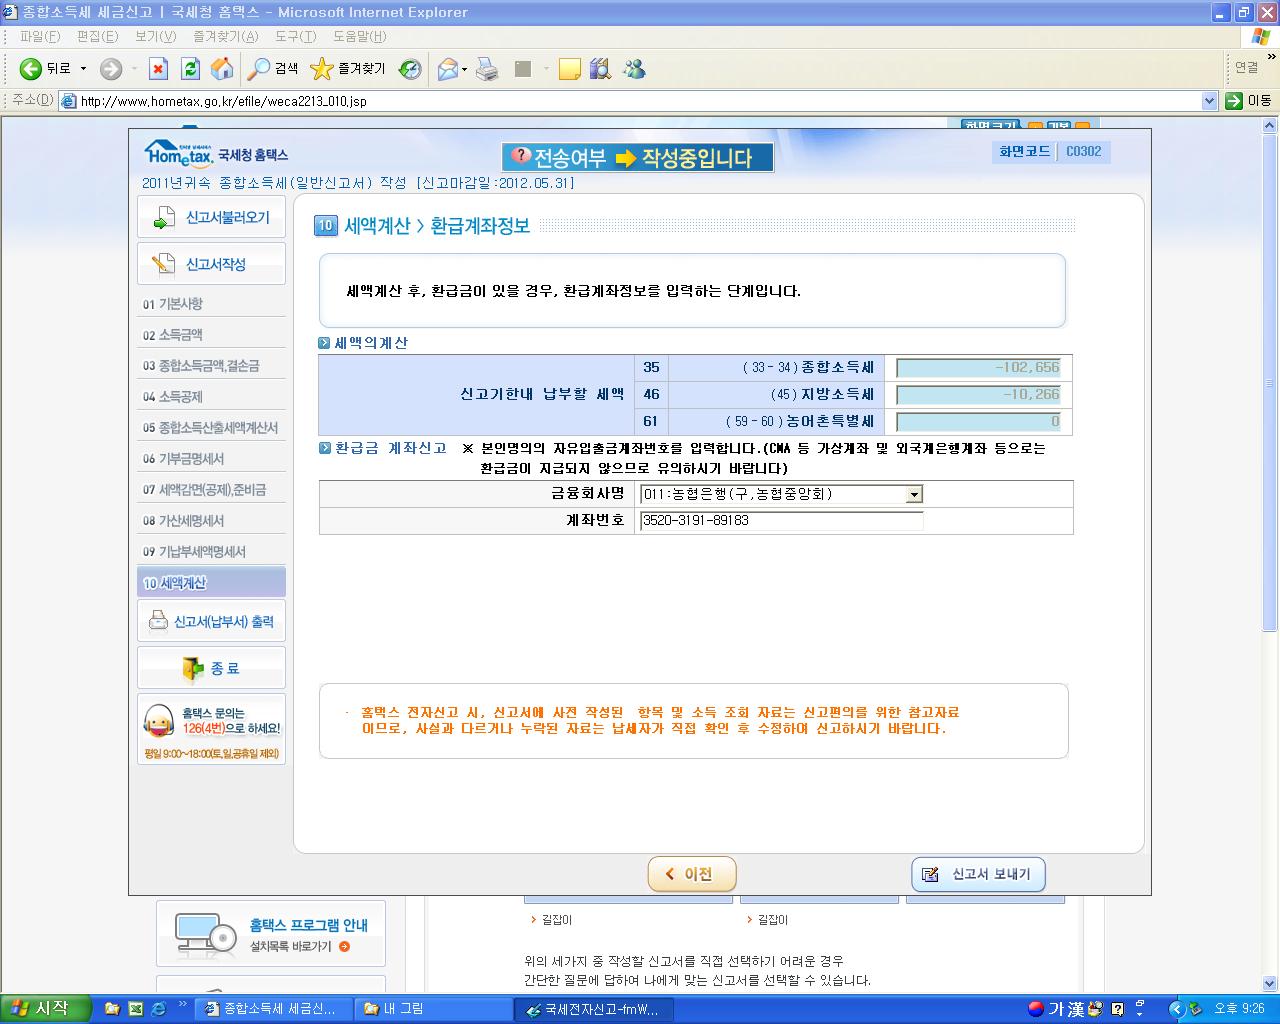 종합소득세 세금신고 | 국세청 홈택스 - Microsoft Internet Explorer
파일(F) 편집(E) 보기(V) 즐겨찾기(A) 도구(T) 도움말(H)
뒤로 검색 즐겨찾기 연결
주소(D) http://www.hometax.go.kr/efile/weca2213_010.jsp 이동
Hometax. 국세청 홈택스
전송여부 작성중입니다
화면코드 C0302
2011년귀속 종합소득세(일반신고서) 작성 [신고마감일:2012.05.31]
신고서불러오기
신고서작성
01 기본사항
02 소득금액
03 종합소득금액,결손금
04 소득공제
05 종합소득산출세액계산서
06 기부금명세서
07 세액감면(공제),준비금
08 가산세명세서
09 기납부세액명세서
10 세액계산
신고서(납부서) 출력
종 료
홈택스 문의는
126(4번)으로 하세요!
평일 9:00~18:00(토,일,공휴일 제외)
10 세액계산 > 환급계좌정보
세액계산 후, 환급금이 있을 경우, 환급계좌정보를 입력하는 단계입니다.
세액의계산
신고기한내 납부할 세액
35 ( 33 - 34 ) 종합소득세 -102,656
46 (45) 지방소득세 -10,266
61 ( 59 - 60 ) 농어촌특별세 0
환급금 계좌신고 ※ 본인명의의 자유입출금계좌번호를 입력합니다.(CMA 등 가상계좌 및 외국계은행계좌 등으로는
환급금이 지급되지 않으므로 유의하시기 바랍니다)
금융회사명 011:농협은행(구,농협중앙회)
계좌번호 3520-3191-89183
· 홈택스 전자신고 시, 신고서에 사전 작성된 항목 및 소득 조회 자료는 신고편의를 위한 참고자료
이므로, 사실과 다르거나 누락된 자료는 납세자가 직접 확인 후 수정하여 신고하시기 바랍니다.
이전
신고서 보내기
홈택스 프로그램 안내
설치목록 바로가기
길잡이 길잡이
위의 세가지 중 작성할 신고서를 직접 선택하기 어려운 경우
간단한 질문에 답하여 나에게 맞는 신고서를 선택할 수 있습니다.
시작 종합소득세 세금신... 내 그림 국세전자신고-fmW... 가 漢 오후 9:26